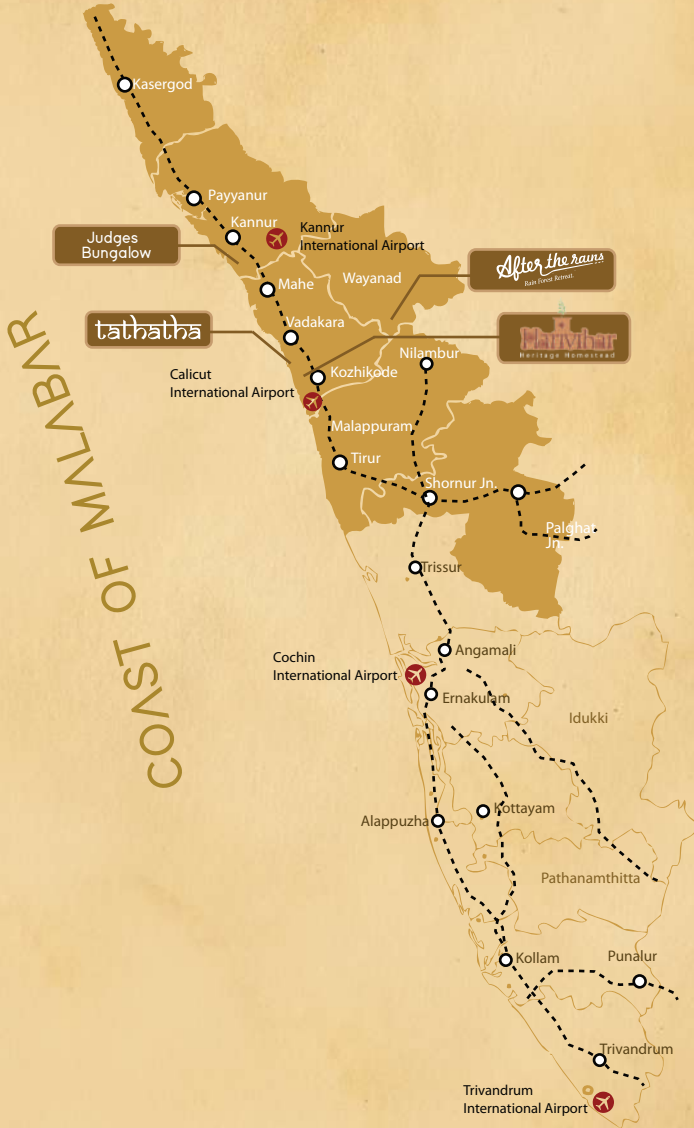 Kasergod
Payyanur
Kannur
Kannur
International Airport
Judges
Bungalow
After the rains
Rain Forest Retreat.
Mahe
Wayanad
tathatha
Vadakara
Harivihar
Heritage Homestead
Nilambur
Calicut
International Airport
Kozhikode
Malappuram
Tirur
Shornur Jn.
Palghat
Jn.
COAST OF MALABAR
Trissur
Angamali
Cochin
International Airport
Ernakulam
Idukki
Kottayam
Alappuzha
Pathanamthitta
Kollam
Punalur
Trivandrum
Trivandrum
International Airport